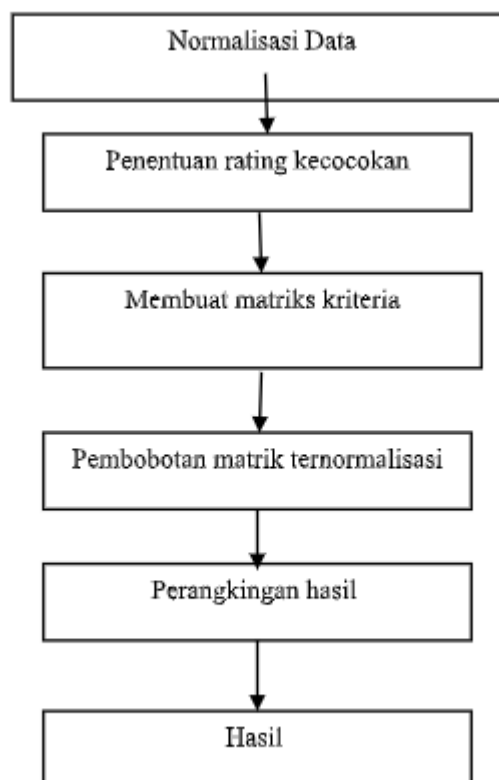 Normalisasi Data
Penentuan rating kecocokan
Membuat matriks kriteria
Pembobotan matrik ternormalisasi
Perangkingan hasil
Hasil